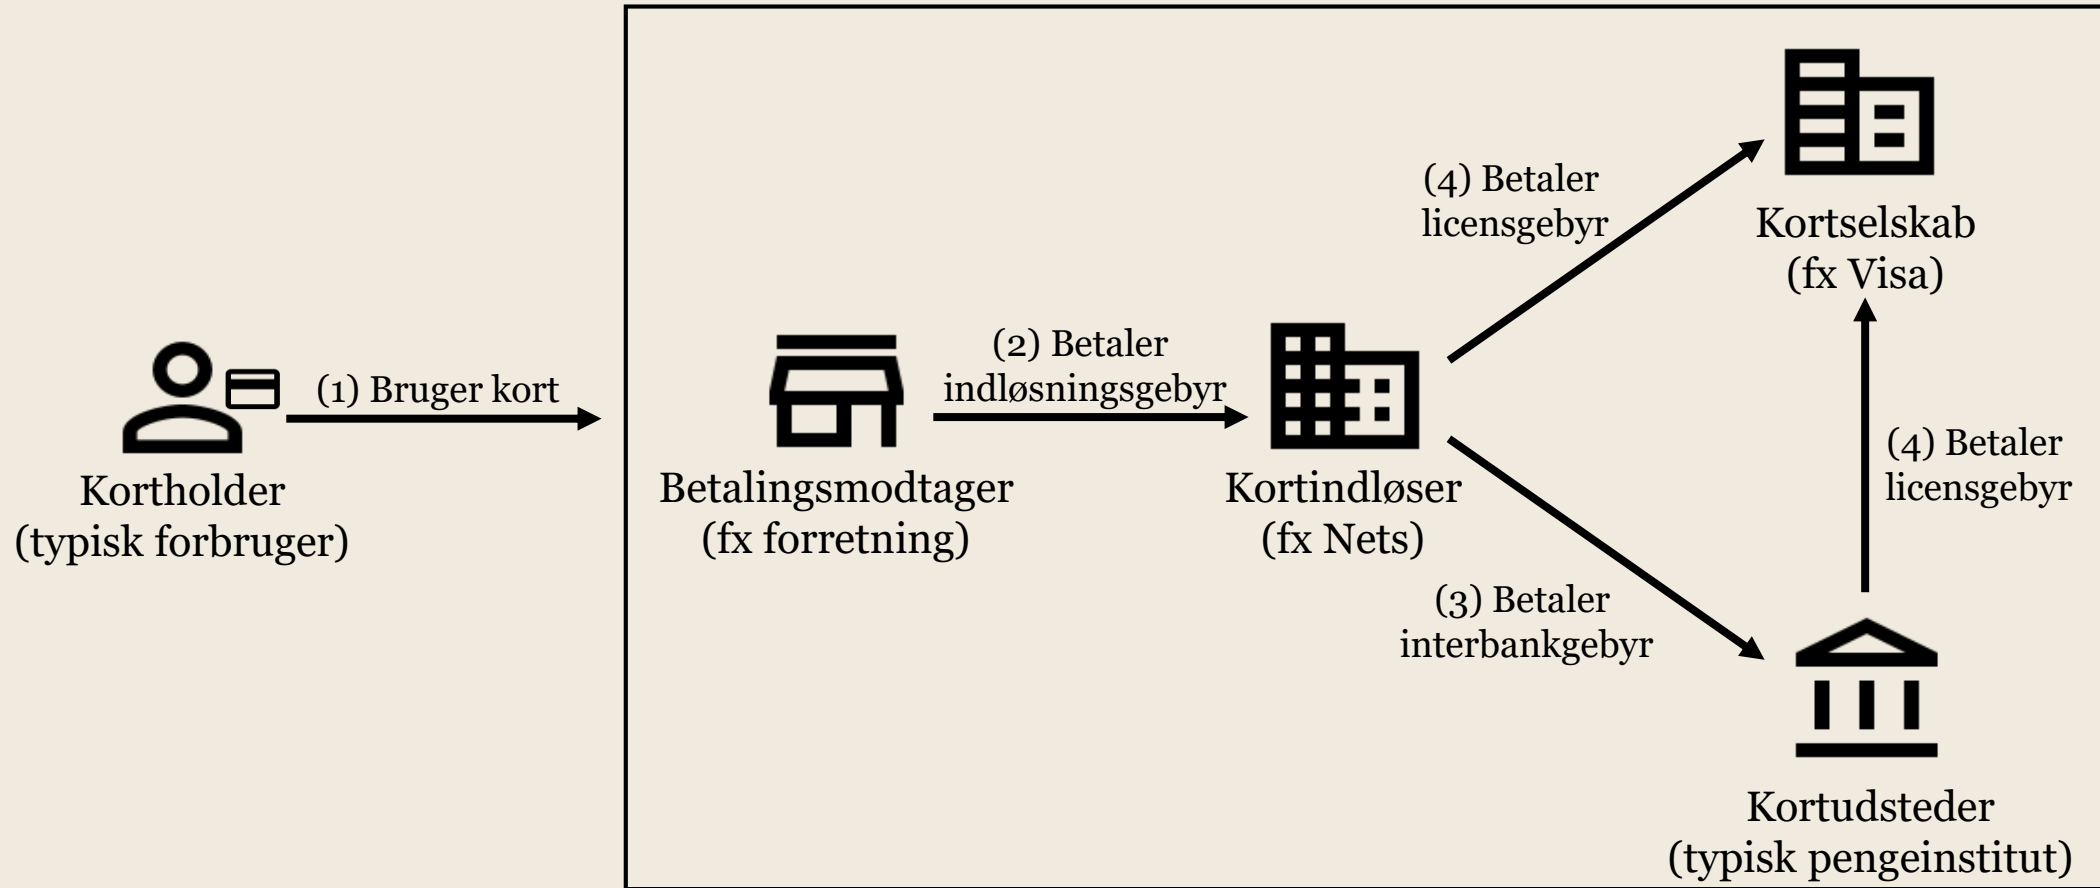 (1) Bruger kort
Kortholder
(typisk forbruger)
Betalingsmodtager
(fx forretning)
(2) Betaler
indløsningsgebyr
Kortindløser
(fx Nets)
(4) Betaler
licensgebyr
Kortselskab
(fx Visa)
(3) Betaler
interbankgebyr
(4) Betaler
licensgebyr
Kortudsteder
(typisk pengeinstitut)